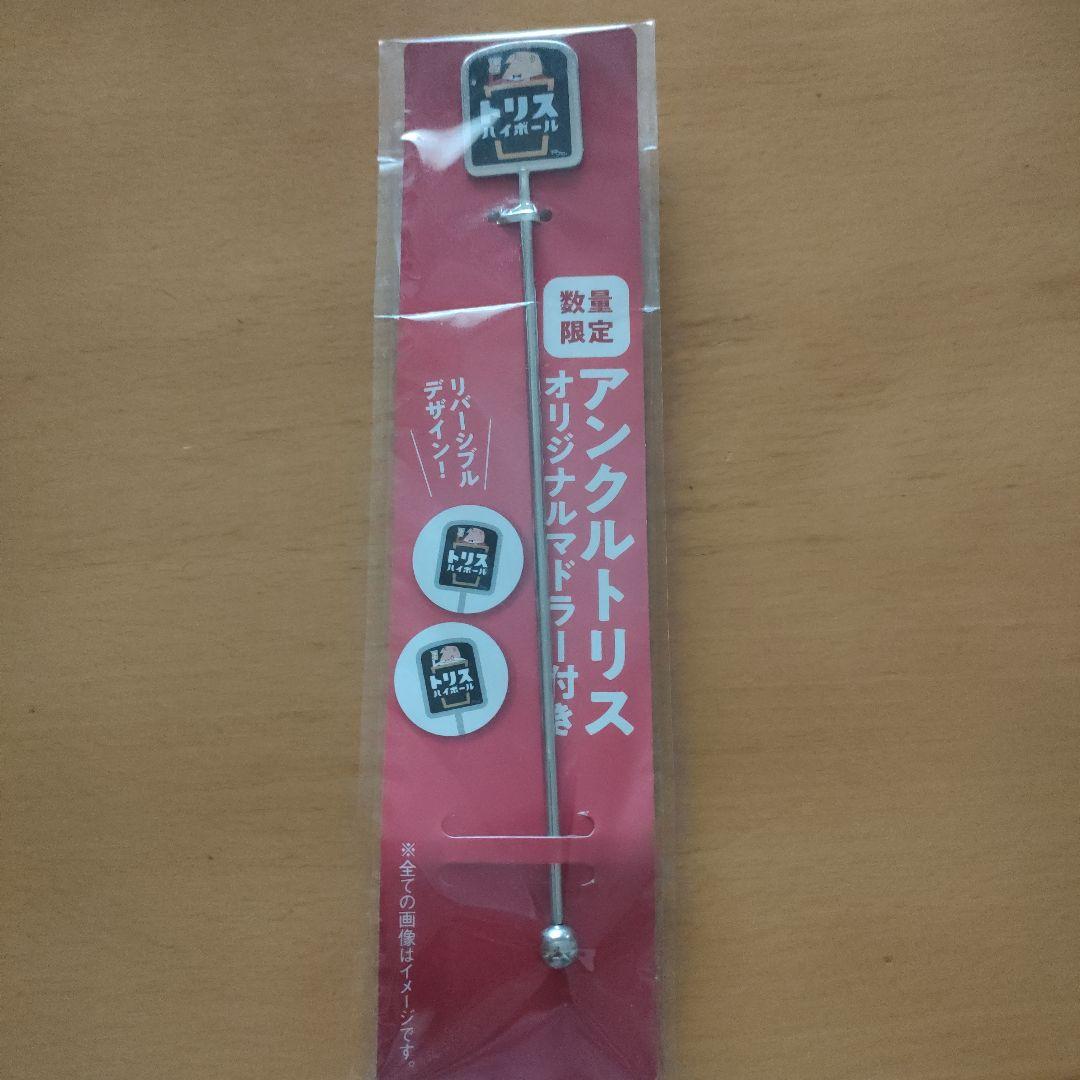 トリス
ハイボール
数量
限定
アンクルトリス
オリジナルマドラー付き
リバーシブル
デザイン！
トリス
ハイボール
トリス
ハイボール
※全ての画像はイメージです。